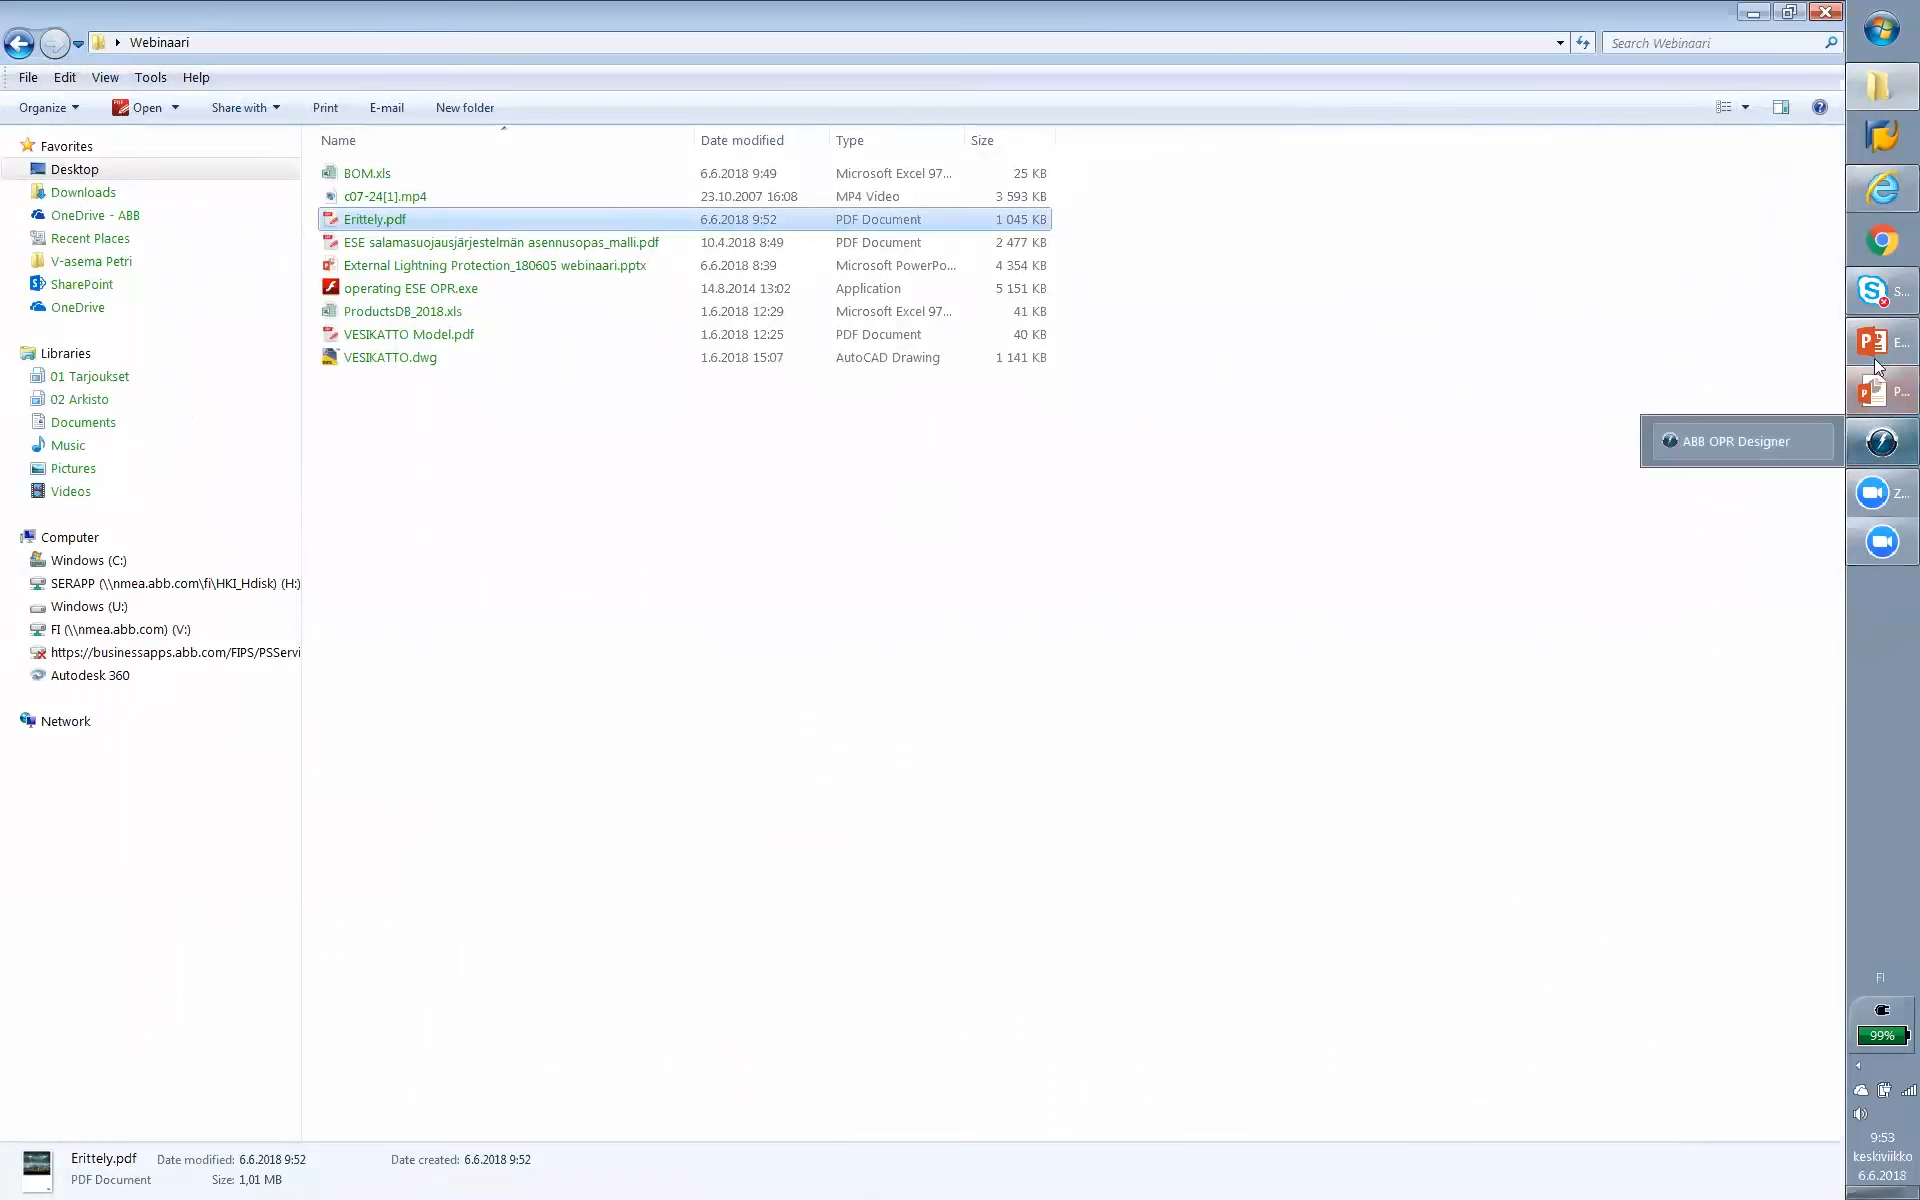 Webinaari
Search Webinaari
File Edit View Tools Help
Organize Open Share with Print E-mail New folder
Name Date modified Type Size
BOM.xls 6.6.2018 9:49 Microsoft Excel 97... 25 KB
c07-24[1].mp4 23.10.2007 16:08 MP4 Video 3 593 KB
Erittely.pdf 6.6.2018 9:52 PDF Document 1 045 KB
ESE salamasuojausjärjestelmän asennusopas_malli.pdf 10.4.2018 8:49 PDF Document 2 477 KB
External Lightning Protection_180605 webinaari.pptx 6.6.2018 8:39 Microsoft PowerPo... 4 354 KB
operating ESE OPR.exe 14.8.2014 13:02 Application 5 151 KB
ProductsDB_2018.xls 1.6.2018 12:29 Microsoft Excel 97... 41 KB
VESIKATTO Model.pdf 1.6.2018 12:25 PDF Document 40 KB
VESIKATTO.dwg 1.6.2018 15:07 AutoCAD Drawing 1 141 KB
Favorites
Desktop
Downloads
OneDrive - ABB
Recent Places
V-asema Petri
SharePoint
OneDrive
Libraries
01 Tarjoukset
02 Arkisto
Documents
Music
Pictures
Videos
Computer
Windows (C:)
SERAPP (\\nmea.abb.com\fi\HKI_Hdisk) (H:)
Windows (U:)
FI (\\nmea.abb.com) (V:)
https://businessapps.abb.com/FIPS/PSServi
Autodesk 360
Network
S...
E...
P...
ABB OPR Designer
Z...
FI
99%
9:53
keskiviikko
6.6.2018
Erittely.pdf Date modified: 6.6.2018 9:52 Date created: 6.6.2018 9:52
PDF Document Size: 1,01 MB